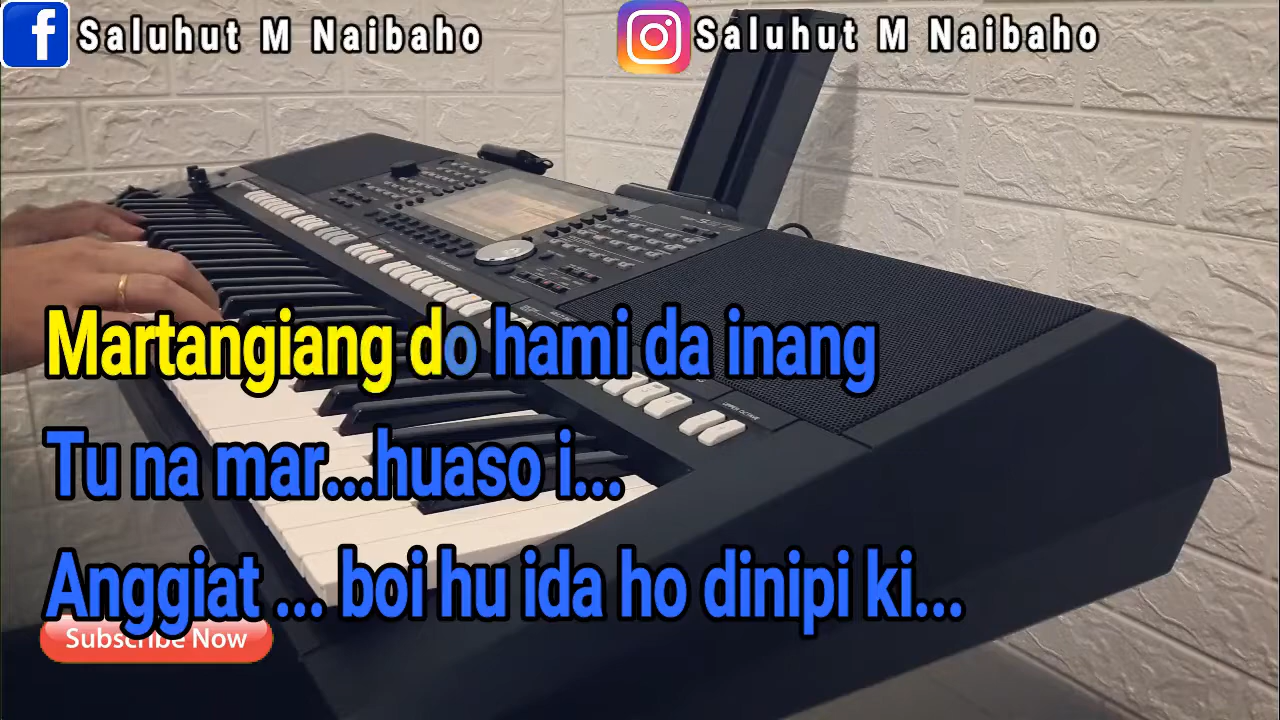 Saluhut M Naibaho
Saluhut M Naibaho
Martangiang do hami da inang
Tu na mar...huaso i...
Anggiat ... boi hu ida ho dinipi ki...
Subscribe Now